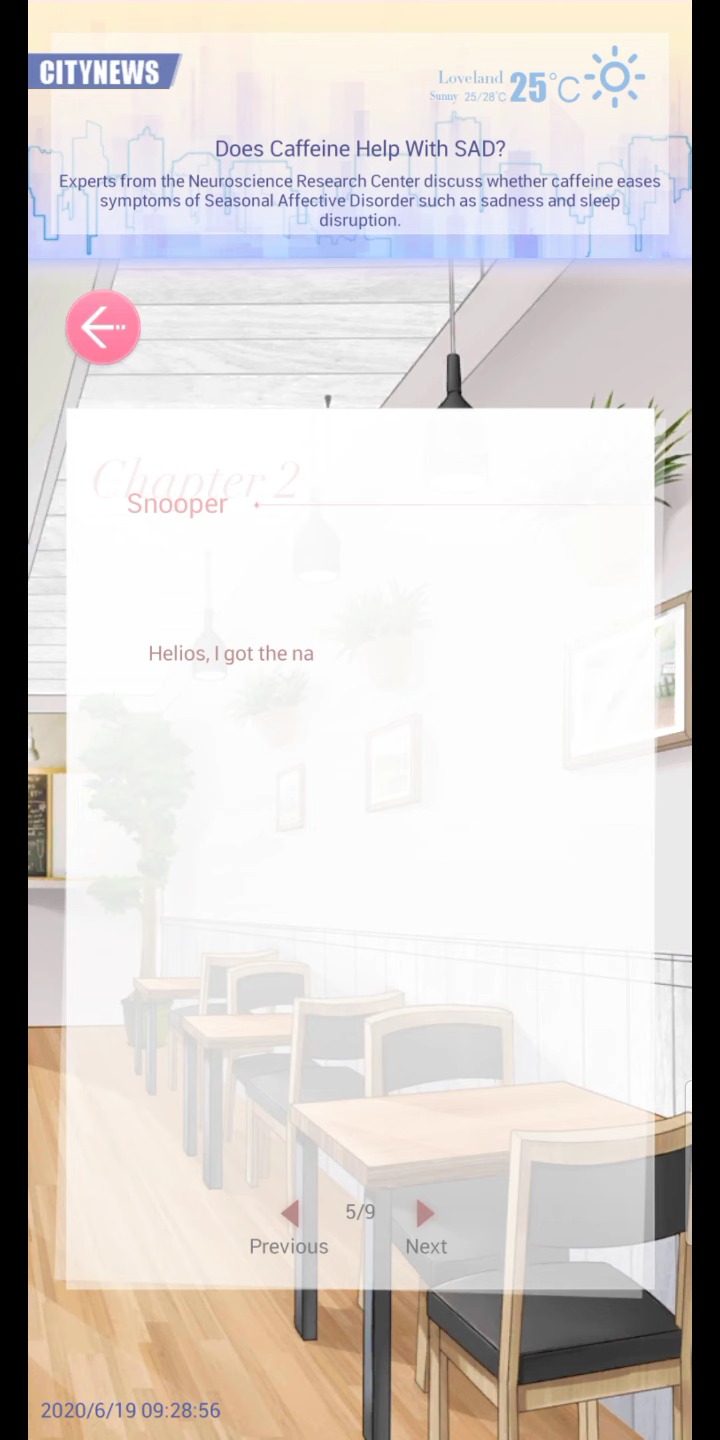 CITYNEWS
Loveland
Sunny 25/28°C
25°C
Does Caffeine Help With SAD?
Experts from the Neuroscience Research Center discuss whether caffeine eases
symptoms of Seasonal Affective Disorder such as sadness and sleep
disruption.
Chapter 2
Snooper
Helios, I got the na
5/9
Previous
Next
2020/6/19 09:28:56